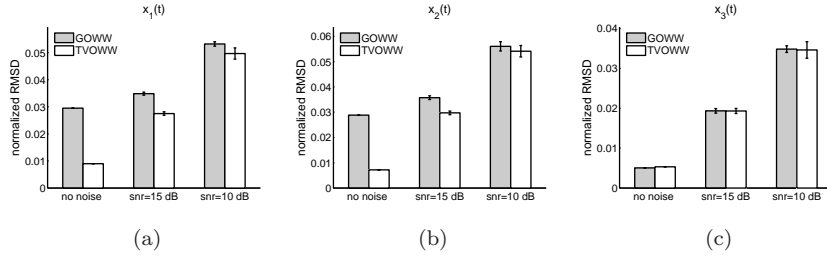 x1(t)
GOWW
TVOWW
normalized RMSD
0.05
0.04
0.03
0.02
0.01
0
no noise snr=15 dB snr=10 dB
(a)
x2(t)
GOWW
TVOWW
normalized RMSD
0.06
0.05
0.04
0.03
0.02
0.01
0
no noise snr=15 dB snr=10 dB
(b)
x3(t)
GOWW
TVOWW
normalized RMSD
0.04
0.03
0.02
0.01
0
no noise snr=15 dB snr=10 dB
(c)